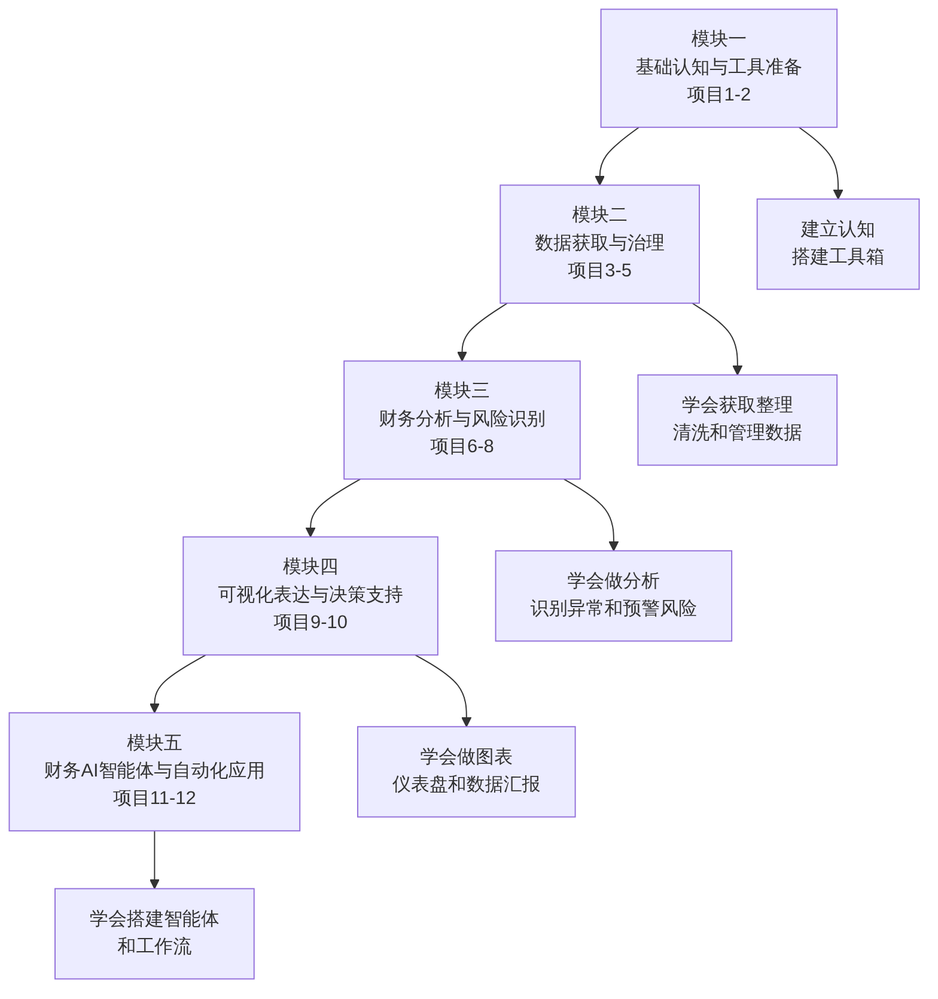 模块一
基础认知与工具准备
项目1-2
模块二
数据获取与治理
项目3-5
建立认知
搭建工具箱
模块三
财务分析与风险识别
项目6-8
学会获取整理
清洗和管理数据
模块四
可视化表达与决策支持
项目9-10
学会做分析
识别异常和预警风险
模块五
财务AI智能体与自动化应用
项目11-12
学会做图表
仪表盘和数据汇报
学会搭建智能体
和工作流